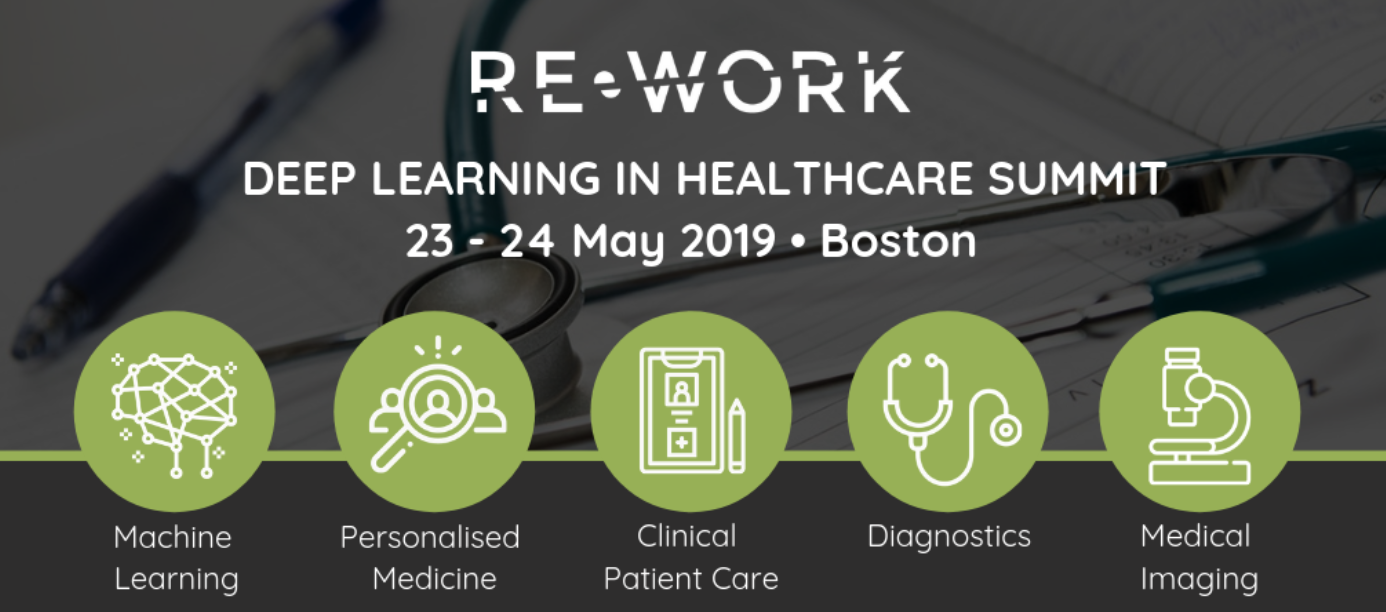 RE•WORK
DEEP LEARNING IN HEALTHCARE SUMMIT
23 - 24 May 2019 • Boston
Machine
Learning
Personalised
Medicine
Clinical
Patient Care
Diagnostics
Medical
Imaging